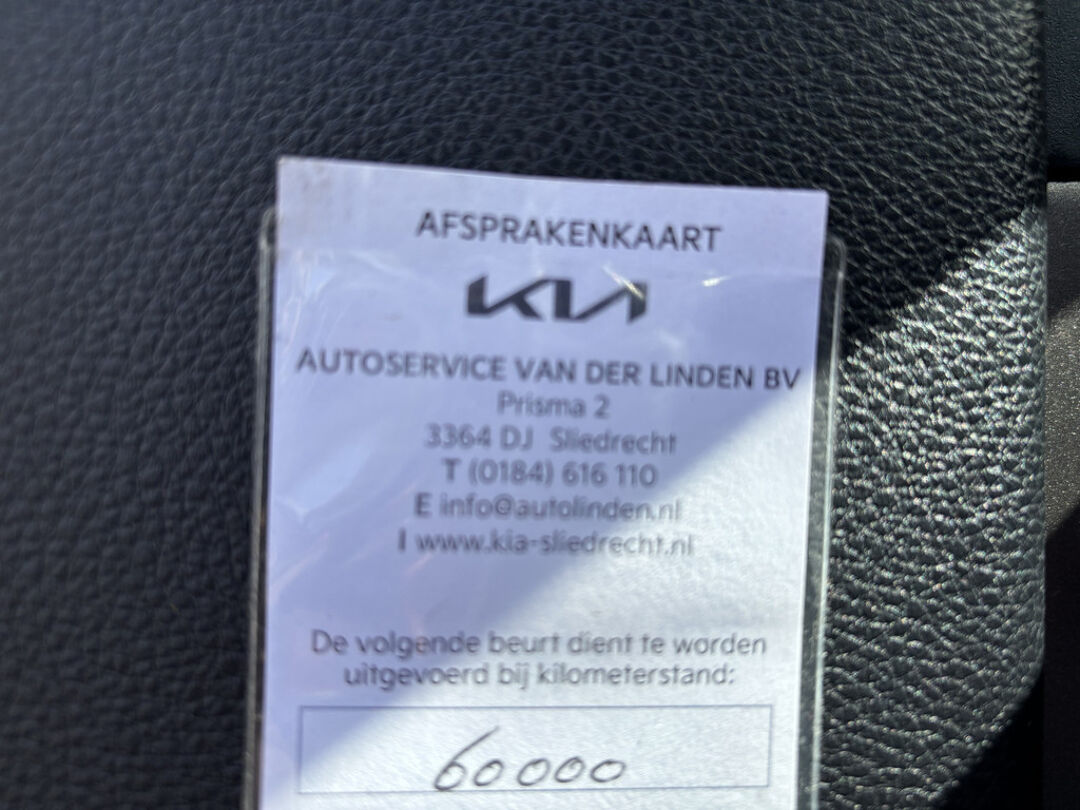 AFSPRAKENKAART
KIA
AUTOSERVICE VAN DER LINDEN BV
Prisma 2
3364 DJ Sliedrecht
T (0184) 616 110
E info@autolinden.nl
I www.kia-sliedrecht.nl
De volgende beurt dient te worden
uitgevoerd bij kilometerstand:
60000